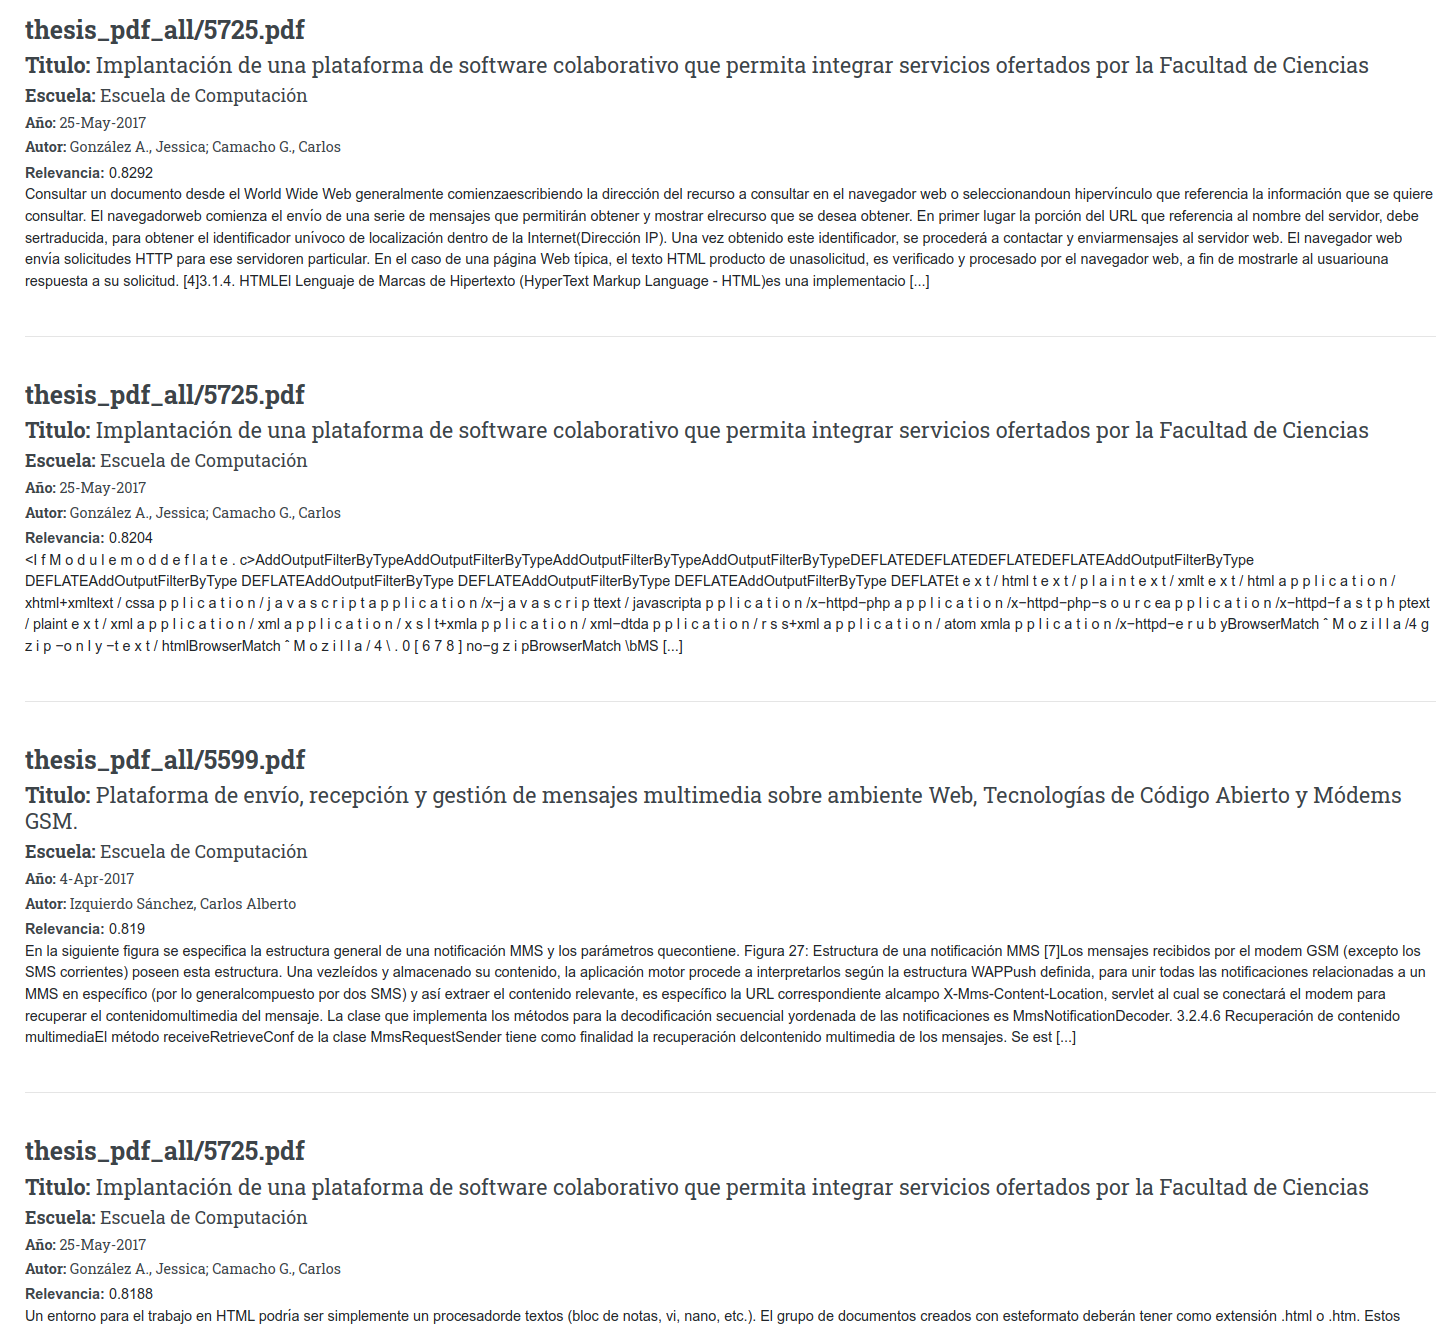 thesis_pdf_all/5725.pdf
Titulo: Implantación de una plataforma de software colaborativo que permita integrar servicios ofertados por la Facultad de Ciencias
Escuela: Escuela de Computación
Año: 25-May-2017
Autor: González A., Jessica; Camacho G., Carlos
Relevancia: 0.8292
Consultar un documento desde el World Wide Web generalmente comienzaescribiendo la dirección del recurso a consultar en el navegador web o seleccionandoun hipervínculo que referencia la información que se quiere
consultar. El navegadorweb comienza el envío de una serie de mensajes que permitirán obtener y mostrar elrecurso que se desea obtener. En primer lugar la porción del URL que referencia al nombre del servidor, debe
sertraducida, para obtener el identificador unívoco de localización dentro de la Internet(Dirección IP). Una vez obtenido este identificador, se procederá a contactar y enviarmensajes al servidor web. El navegador web
envía solicitudes HTTP para ese servidoren particular. En el caso de una página Web típica, el texto HTML producto de unasolicitud, es verificado y procesado por el navegador web, a fin de mostrarle al usuariouna
respuesta a su solicitud. [4]3.1.4. HTMLEl Lenguaje de Marcas de Hipertexto (HyperText Markup Language - HTML)es una implementacio [...]
thesis_pdf_all/5725.pdf
Titulo: Implantación de una plataforma de software colaborativo que permita integrar servicios ofertados por la Facultad de Ciencias
Escuela: Escuela de Computación
Año: 25-May-2017
Autor: González A., Jessica; Camacho G., Carlos
Relevancia: 0.8204
<I f M o d u l e m o d d e f l a t e . c>AddOutputFilterByTypeAddOutputFilterByTypeAddOutputFilterByTypeAddOutputFilterByTypeDEFLATEDEFLATEDEFLATEDEFLATEAddOutputFilterByType
DEFLATEAddOutputFilterByType DEFLATEAddOutputFilterByType DEFLATEAddOutputFilterByType DEFLATEAddOutputFilterByType DEFLATEt e x t / html t e x t / p l a i n t e x t / xmlt e x t / html a p p l i c a t i o n /
xhtml+xmltext / cssa p p l i c a t i o n / j a v a s c r i p t a p p l i c a t i o n /x−j a v a s c r i p ttext / javascripta p p l i c a t i o n /x−httpd−php a p p l i c a t i o n /x−httpd−php−s o u r c ea p p l i c a t i o n /x−httpd−f a s t p h ptext
/ plaint e x t / xml a p p l i c a t i o n / xml a p p l i c a t i o n / x s l t+xmla p p l i c a t i o n / xml−dtda p p l i c a t i o n / r s s+xml a p p l i c a t i o n / atom xmla p p l i c a t i o n /x−httpd−e r u b yBrowserMatch ˆ M o z i l l a /4 g
z i p −o n l y −t e x t / htmlBrowserMatch ˆ M o z i l l a / 4 \ . 0 [ 6 7 8 ] no−g z i pBrowserMatch \bMS [...]
thesis_pdf_all/5599.pdf
Titulo: Plataforma de envío, recepción y gestión de mensajes multimedia sobre ambiente Web, Tecnologías de Código Abierto y Módems
GSM.
Escuela: Escuela de Computación
Año: 4-Apr-2017
Autor: Izquierdo Sánchez, Carlos Alberto
Relevancia: 0.819
En la siguiente figura se especifica la estructura general de una notificación MMS y los parámetros quecontiene. Figura 27: Estructura de una notificación MMS [7]Los mensajes recibidos por el modem GSM (excepto los
SMS corrientes) poseen esta estructura. Una vezleídos y almacenado su contenido, la aplicación motor procede a interpretarlos según la estructura WAPPush definida, para unir todas las notificaciones relacionadas a un
MMS en específico (por lo generalcompuesto por dos SMS) y así extraer el contenido relevante, es específico la URL correspondiente alcampo X-Mms-Content-Location, servlet al cual se conectará el modem para
recuperar el contenidomultimedia del mensaje. La clase que implementa los métodos para la decodificación secuencial yordenada de las notificaciones es MmsNotificationDecoder. 3.2.4.6 Recuperación de contenido
multimediaEl método receiveRetrieveConf de la clase MmsRequestSender tiene como finalidad la recuperación delcontenido multimedia de los mensajes. Se est [...]
thesis_pdf_all/5725.pdf
Titulo: Implantación de una plataforma de software colaborativo que permita integrar servicios ofertados por la Facultad de Ciencias
Escuela: Escuela de Computación
Año: 25-May-2017
Autor: González A., Jessica; Camacho G., Carlos
Relevancia: 0.8188
Un entorno para el trabajo en HTML podría ser simplemente un procesadorde textos (bloc de notas, vi, nano, etc.). El grupo de documentos creados con esteformato deberán tener como extensión .html o .htm. Estos